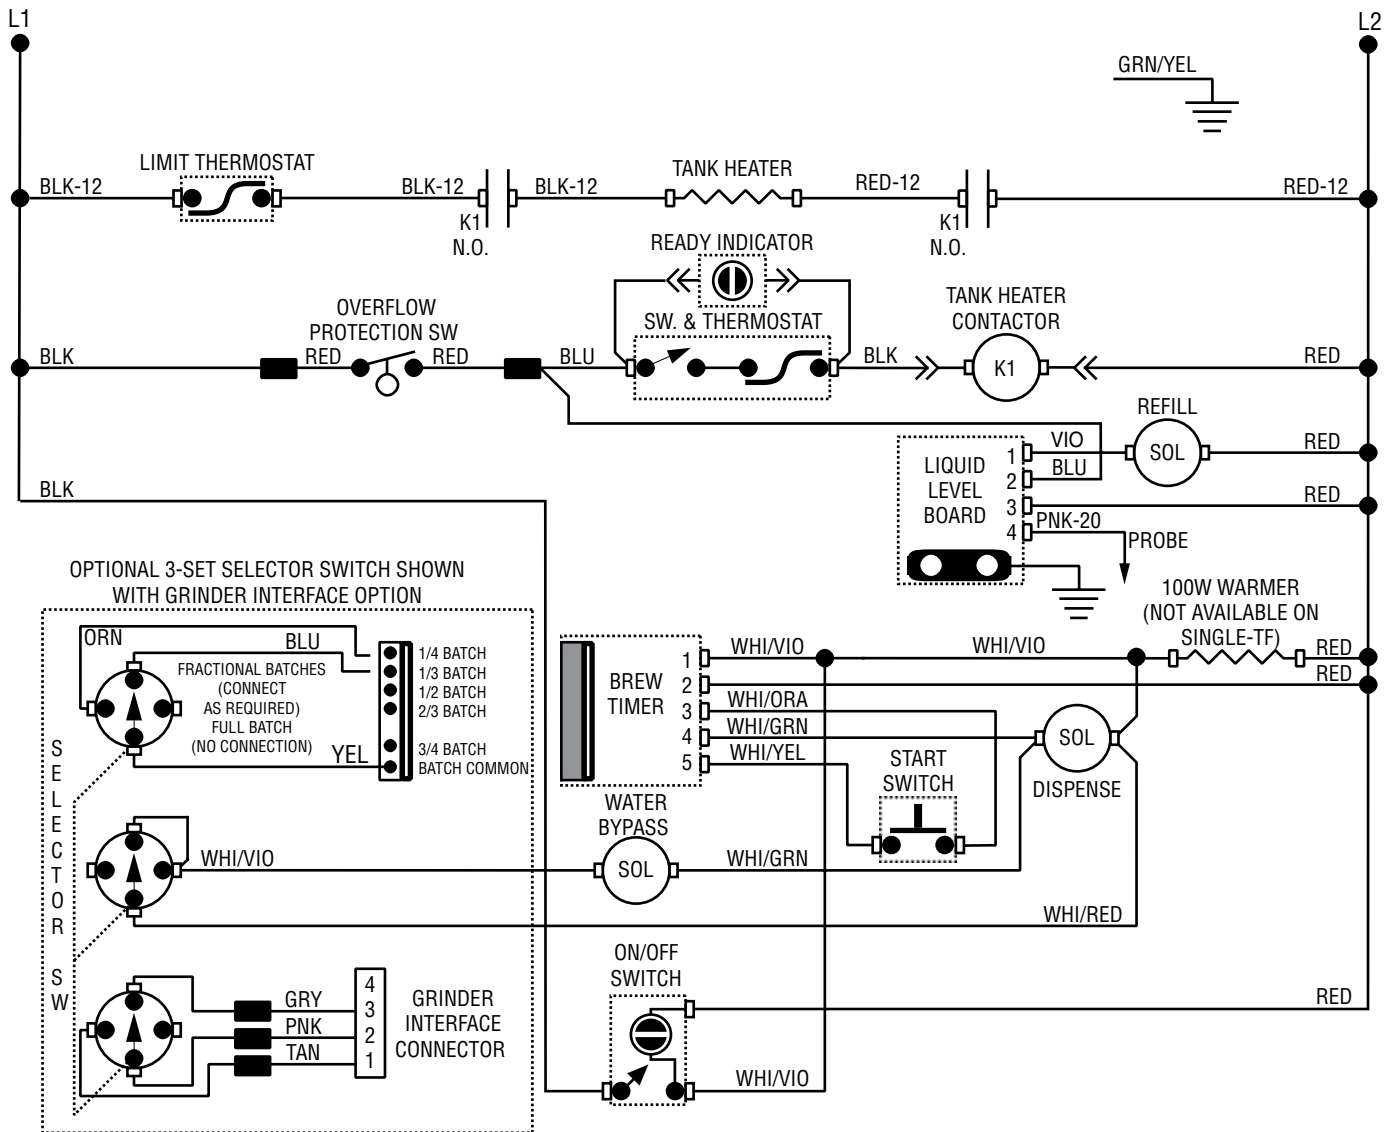 L1
L2
GRN/YEL
LIMIT THERMOSTAT
TANK HEATER
BLK-12
BLK-12
BLK-12
RED-12
RED-12
K1
N.O.
K1
N.O.
READY INDICATOR
OVERFLOW
PROTECTION SW
SW. & THERMOSTAT
TANK HEATER
CONTACTOR
BLK
RED
RED
BLU
BLK
K1
RED
REFILL
LIQUID
LEVEL
BOARD
1
2
3
4
VIO
BLU
SOL
RED
RED
PNK-20
PROBE
BLK
OPTIONAL 3-SET SELECTOR SWITCH SHOWN
WITH GRINDER INTERFACE OPTION
100W WARMER
(NOT AVAILABLE ON
SINGLE-TF)
ORN
BLU
FRACTIONAL BATCHES
(CONNECT
AS REQUIRED)
FULL BATCH
(NO CONNECTION)
YEL
1/4 BATCH
1/3 BATCH
1/2 BATCH
2/3 BATCH
3/4 BATCH
BATCH COMMON
BREW
TIMER
1
2
3
4
5
WHI/VIO
WHI/VIO
RED
RED
WHI/ORA
WHI/GRN
WHI/YEL
START
SWITCH
SOL
DISPENSE
SELECTOR SW
WATER
BYPASS
WHI/VIO
SOL
WHI/GRN
WHI/RED
ON/OFF
SWITCH
RED
WHI/VIO
GRY
PNK
TAN
4
3
2
1
GRINDER
INTERFACE
CONNECTOR